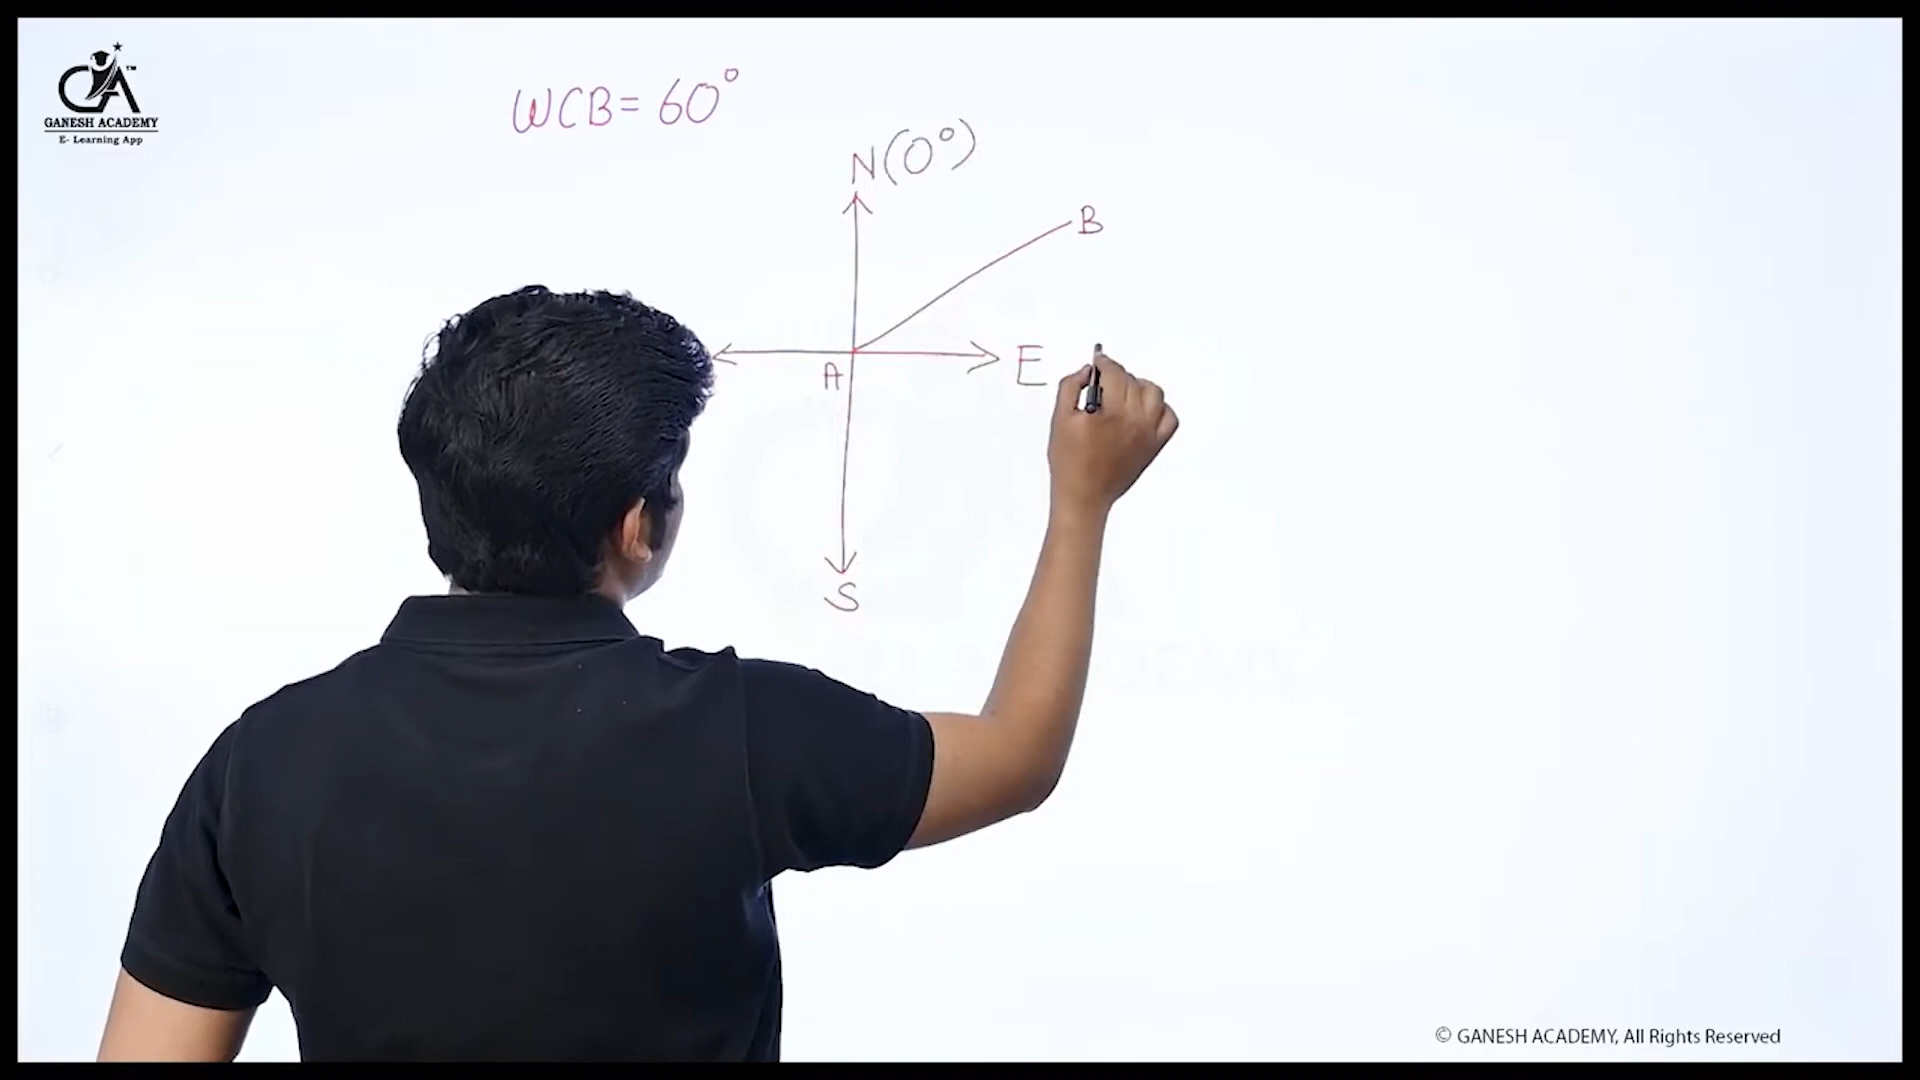 GANESH ACADEMY
E- Learning App
WCB = 60°
N(0°)
B
A
E
S
© GANESH ACADEMY, All Rights Reserved